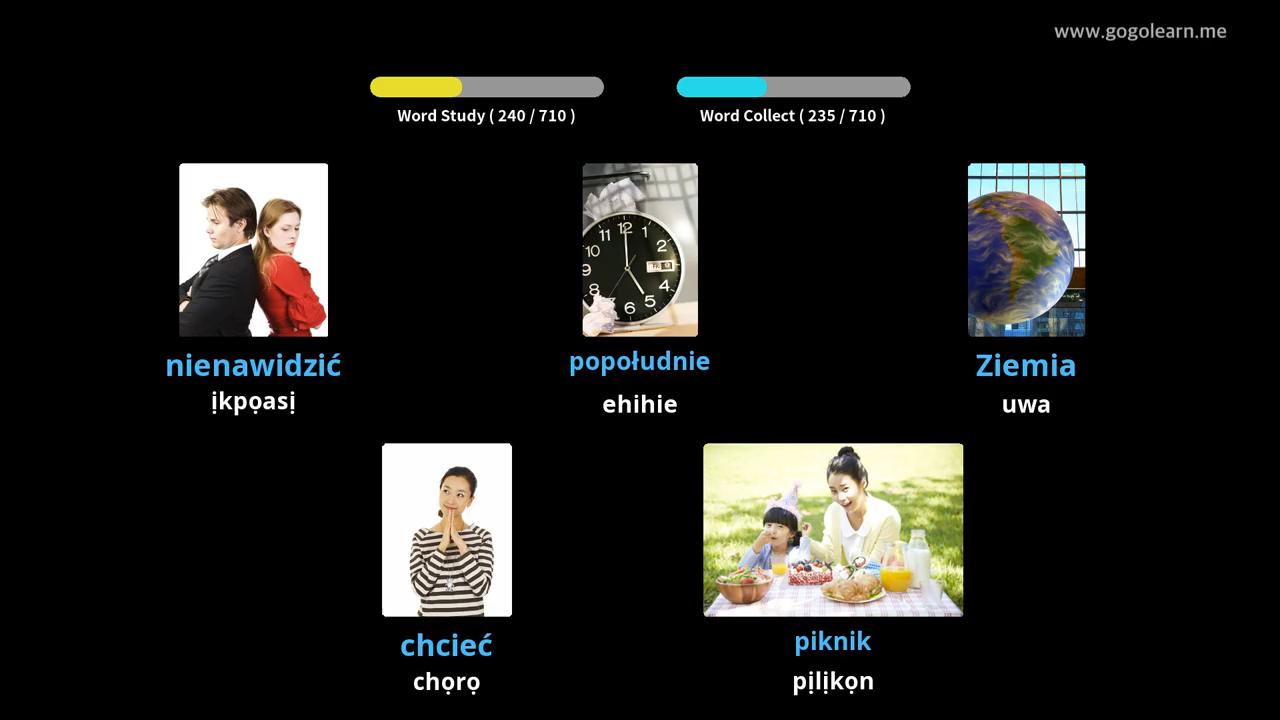 www.gogolearn.me
Word Study ( 240 / 710 )
Word Collect ( 235 / 710 )
nienawidzić
ịkpọasị
popołudnie
ehihie
Ziemia
uwa
chcieć
chọrọ
piknik
pịlịkọn